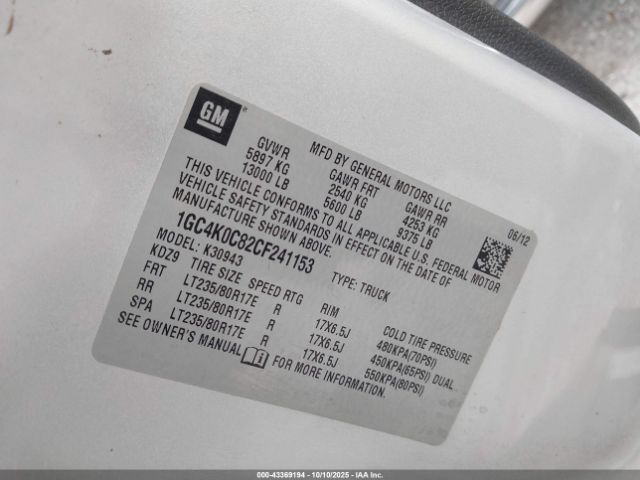 GM
MFD BY GENERAL MOTORS LLC
GVWR GAWR FRT GAWR RR 06/12
5897 KG 2540 KG 4253 KG
13000 LB 5600 LB 9375 LB
THIS VEHICLE CONFORMS TO ALL APPLICABLE U.S. FEDERAL MOTOR
VEHICLE SAFETY STANDARDS IN EFFECT ON THE DATE OF
MANUFACTURE SHOWN ABOVE.
1GC4K0C82CF241153
MODEL: K30943 TYPE: TRUCK
KDZ9 TIRE SIZE SPEED RTG RIM COLD TIRE PRESSURE
FRT LT235/80R17E R 17X6.5J 480KPA(70PSI)
RR LT235/80R17E R 17X6.5J 450KPA(65PSI) DUAL
SPA LT235/80R17E R 17X6.5J 550KPA(80PSI)
SEE OWNER'S MANUAL FOR MORE INFORMATION.
000-43369194 - 10/10/2025 - IAA Inc.